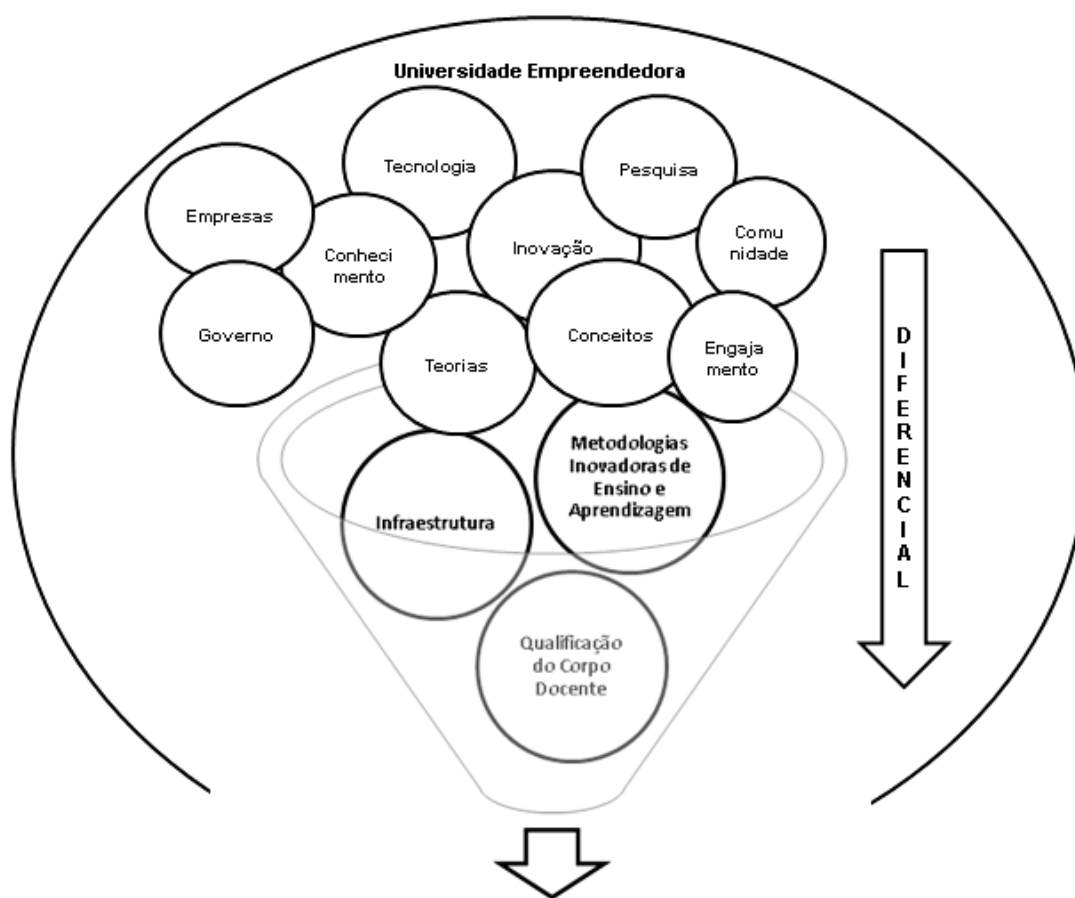 Universidade Empreendedora
Tecnologia
Pesquisa
Empresas
Comu
nidade
Conheci
mento
Inovação
Governo
Conceitos
Teorias
Engaja
mento
DIFERENCIAL
Metodologias
Inovadoras de
Ensino e
Aprendizagem
Infraestrutura
Qualificação
do Corpo
Docente